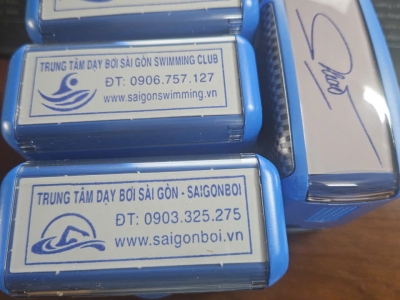 TRUNG TÂM DẠY BƠI SÀI GÒN SWIMMING CLUB
ĐT: 0906.757.127
www.saigonswimming.vn
TRUNG TÂM DẠY BƠI SÀI GÒN - SAIGONBOI
ĐT: 0903.325.275
www.saigonboi.vn